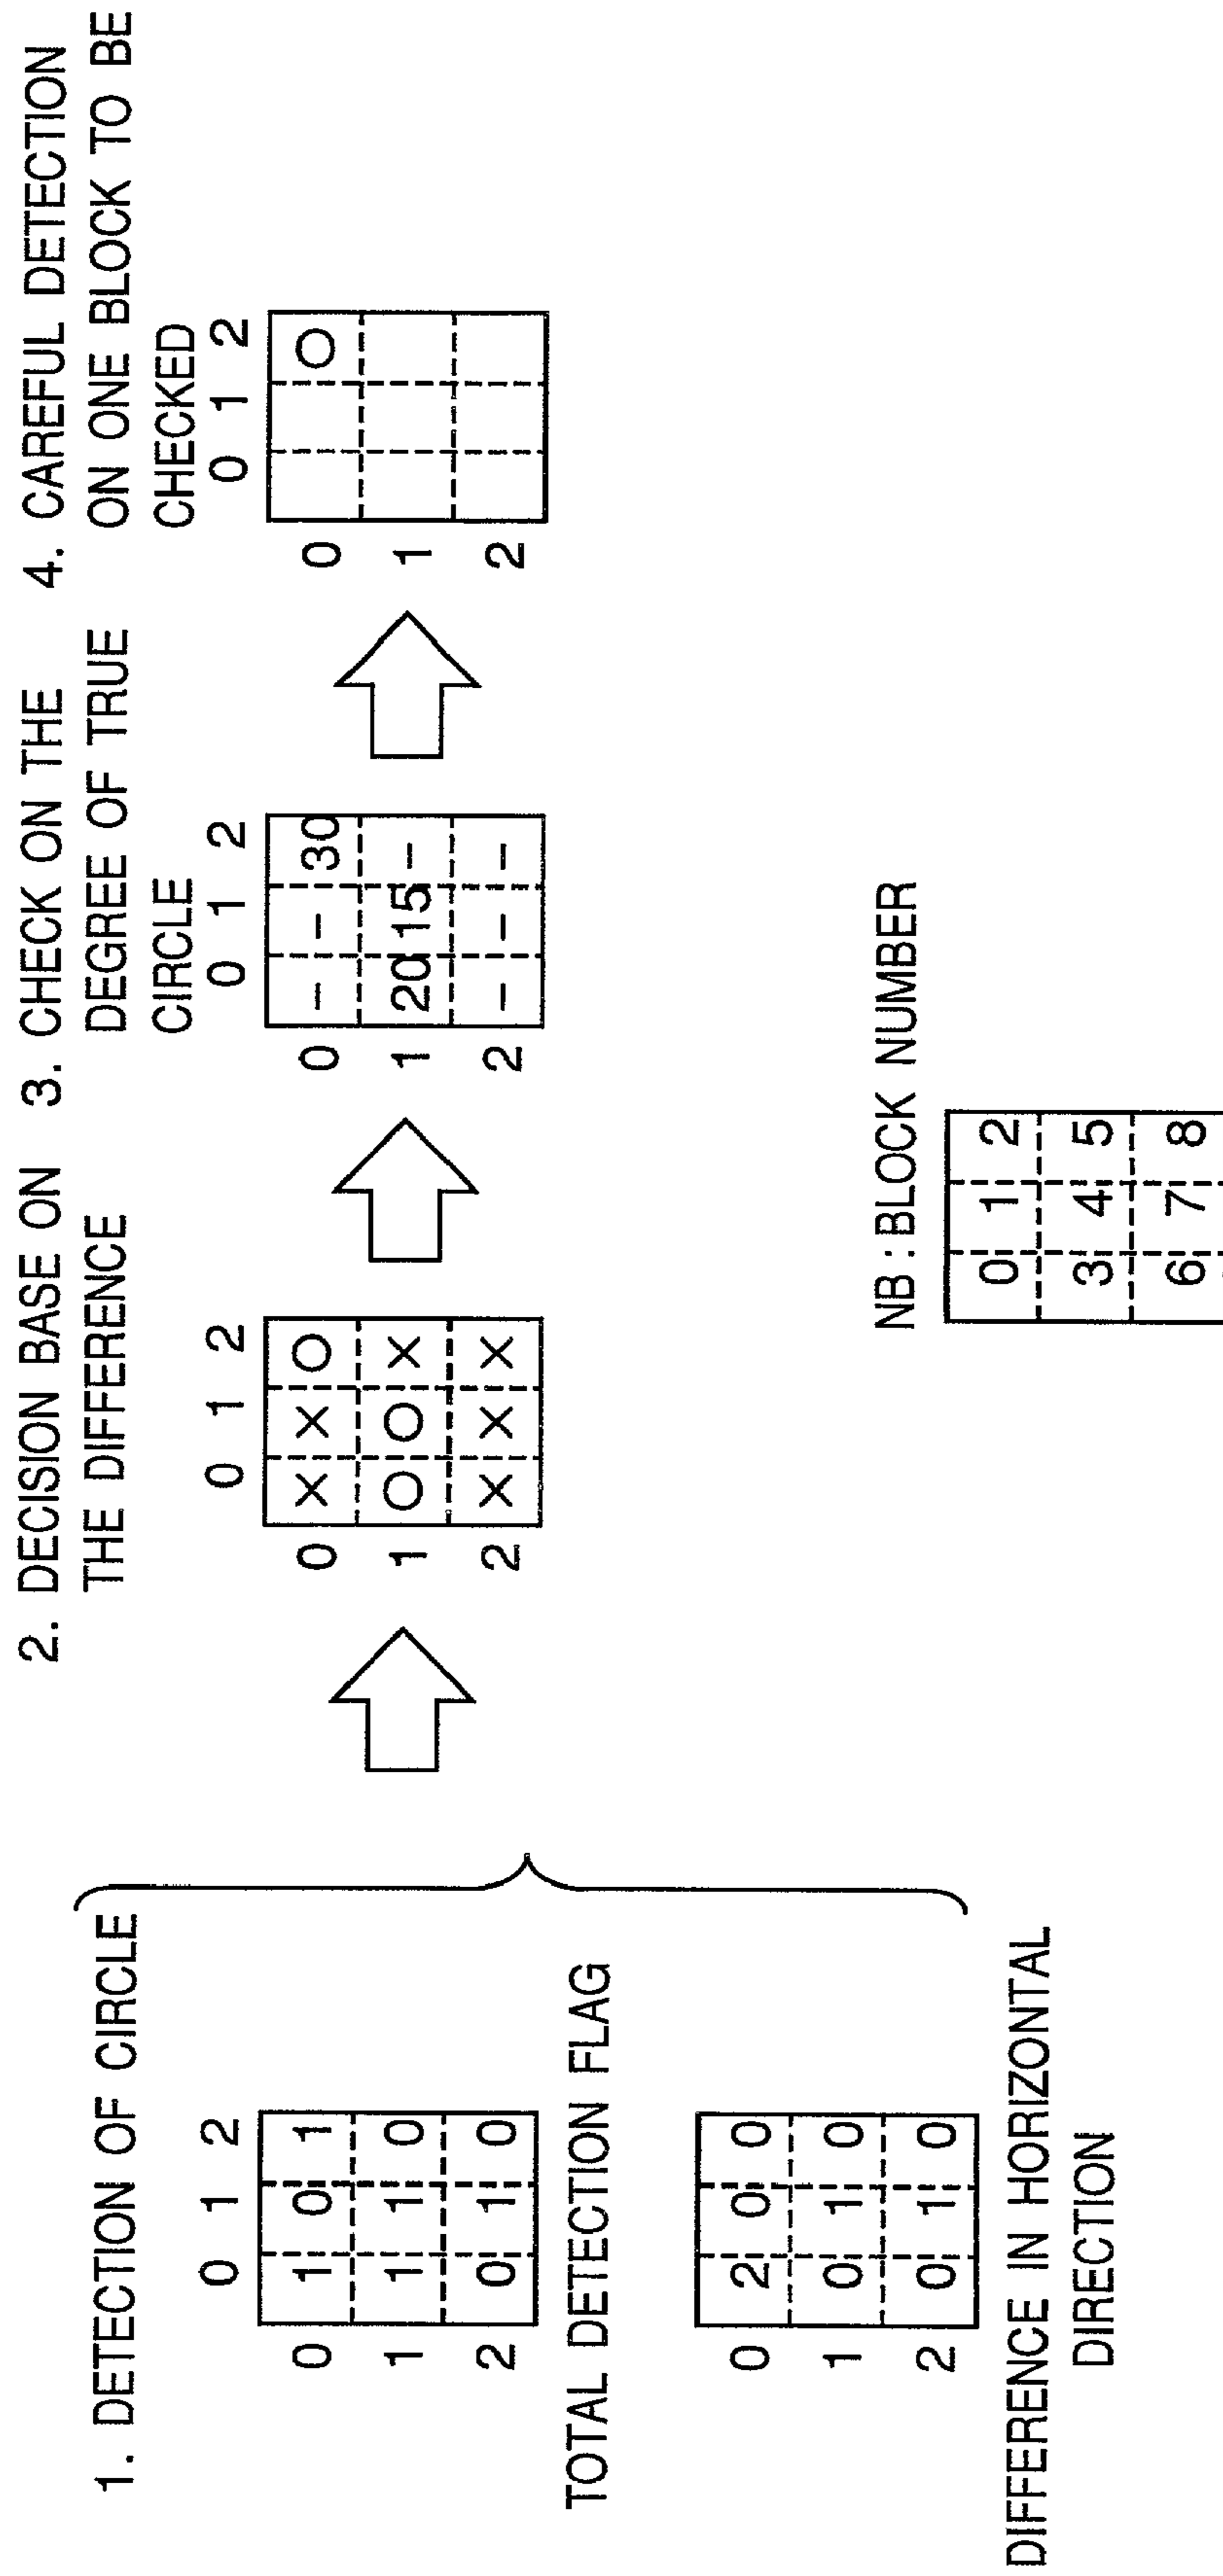 1. DETECTION OF CIRCLE
0 1 2
0 1 0 1
1 1 1 0
2 0 1 0
TOTAL DETECTION FLAG
0 2 0 0
1 0 1 0
2 0 1 0
DIFFERENCE IN HORIZONTAL
DIRECTION
2. DECISION BASE ON
THE DIFFERENCE
0 1 2
0 × × ○
1 ○ ○ ×
2 × × ×
3. CHECK ON THE
DEGREE OF TRUE
CIRCLE
0 1 2
0 – – 30
1 20 15 –
2 – – –
4. CAREFUL DETECTION
ON ONE BLOCK TO BE
CHECKED
0 1 2
0 ○
1
2
NB : BLOCK NUMBER
0 1 2
3 4 5
6 7 8